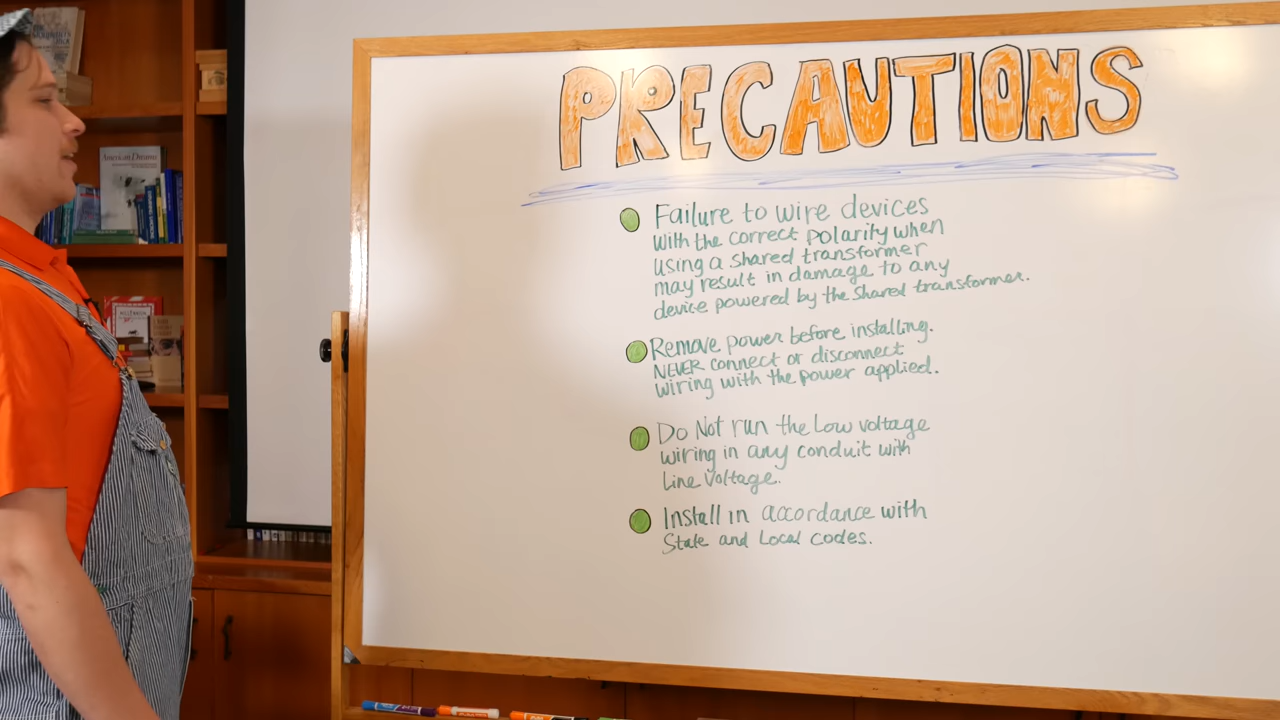 American Dreams
PRECAUTIONS
Failure to wire devices
with the correct polarity when
using a shared transformer
may result in damage to any
device powered by the shared transformer.
Remove power before installing.
NEVER connect or disconnect
wiring with the power applied.
Do Not run the Low voltage
wiring in any conduit with
Line Voltage.
Install in accordance with
State and Local codes.